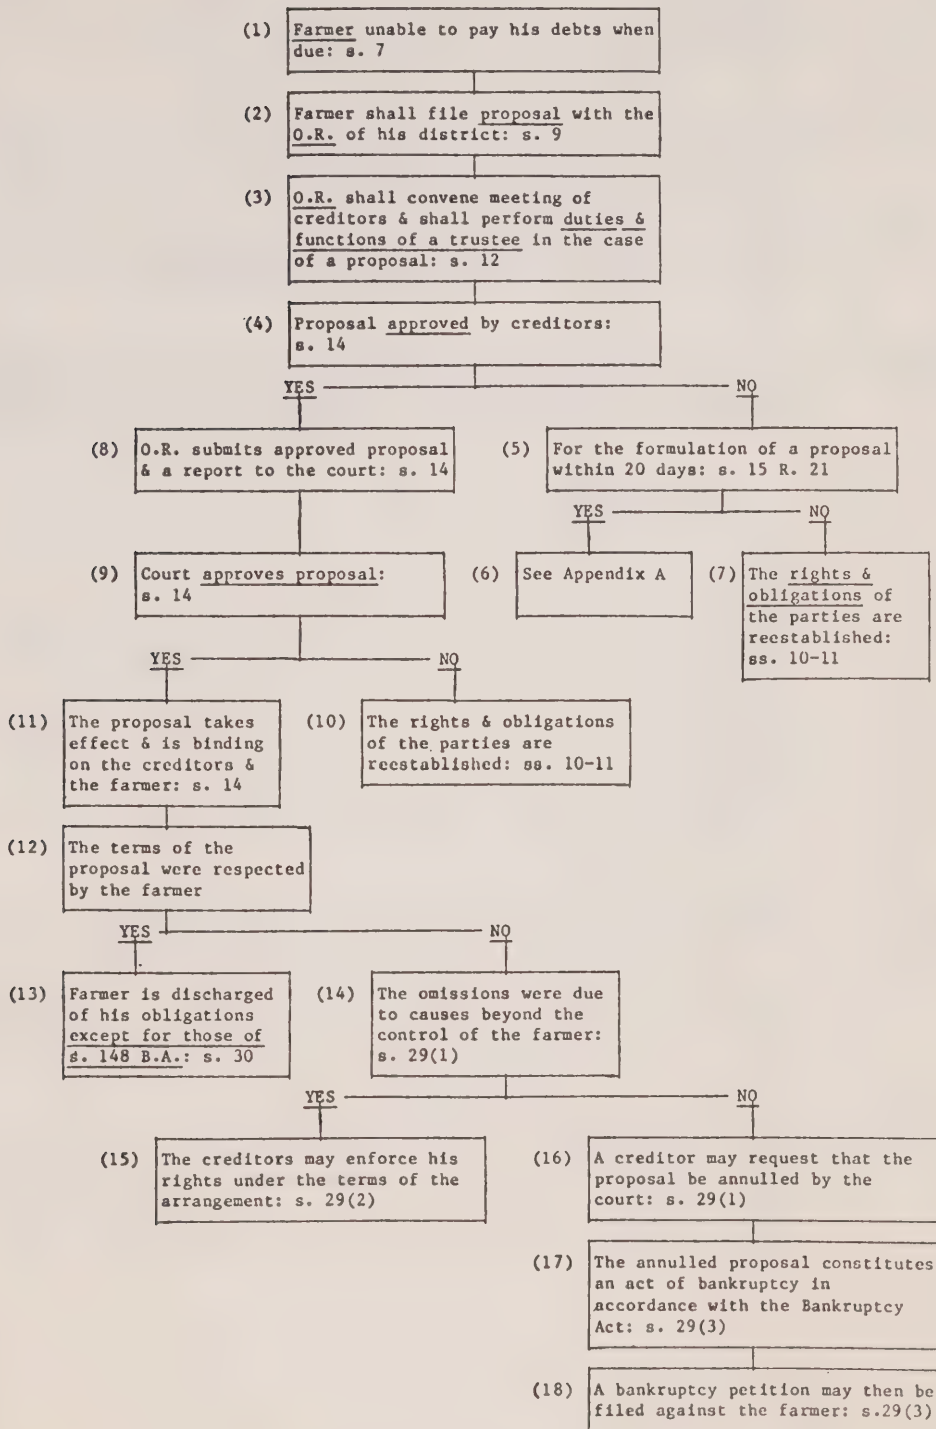 (1) Farmer unable to pay his debts when
due: s. 7
(2) Farmer shall file proposal with the
O.R. of his district: s. 9
(3) O.R. shall convene meeting of
creditors & shall perform duties &
functions of a trustee in the case
of a proposal: s. 12
(4) Proposal approved by creditors:
s. 14
YES NO
(8) O.R. submits approved proposal
& a report to the court: s. 14
(5) For the formulation of a proposal
within 20 days: s. 15 R. 21
YES NO
(9) Court approves proposal:
s. 14
(6) See Appendix A
(7) The rights &
obligations of
the parties are
reestablished:
ss. 10-11
YES NO
(11) The proposal takes
effect & is binding
on the creditors &
the farmer: s. 14
(10) The rights & obligations
of the parties are
reestablished: ss. 10-11
(12) The terms of the
proposal were respected
by the farmer
YES NO
(13) Farmer is discharged
of his obligations
except for those of
s. 148 B.A.: s. 30
(14) The omissions were due
to causes beyond the
control of the farmer:
s. 29(1)
YES NO
(15) The creditors may enforce his
rights under the terms of the
arrangement: s. 29(2)
(16) A creditor may request that the
proposal be annulled by the
court: s. 29(1)
(17) The annulled proposal constitutes
an act of bankruptcy in
accordance with the Bankruptcy
Act: s. 29(3)
(18) A bankruptcy petition may then be
filed against the farmer: s.29(3)